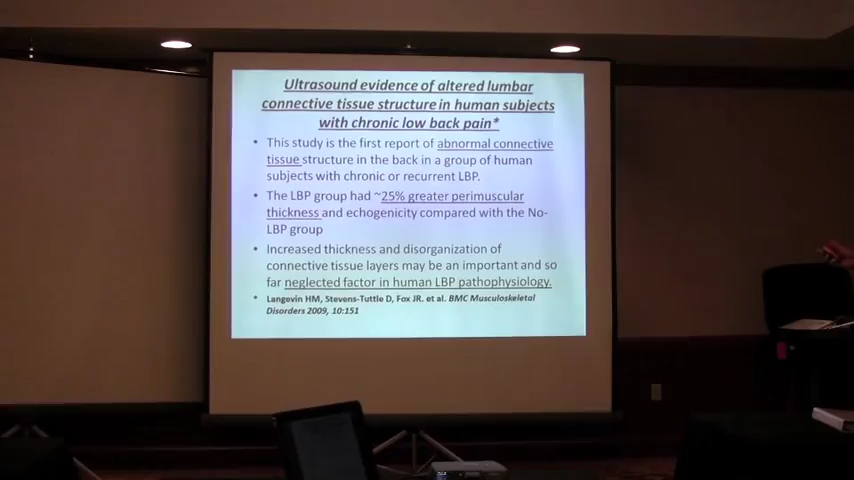 Ultrasound evidence of altered lumbar
connective tissue structure in human subjects
with chronic low back pain*
• This study is the first report of abnormal connective
tissue structure in the back in a group of human
subjects with chronic or recurrent LBP.
• The LBP group had ~25% greater perimuscular
thickness and echogenicity compared with the No-
LBP group
• Increased thickness and disorganization of
connective tissue layers may be an important and so
far neglected factor in human LBP pathophysiology.
• Langevin HM, Stevens-Tuttle D, Fox JR. et al. BMC Musculoskeletal
Disorders 2009, 10:151